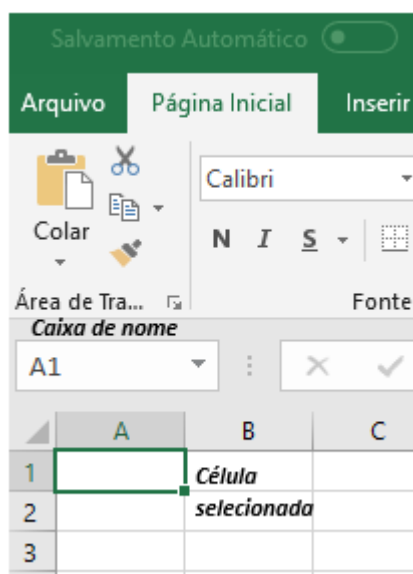 Salvamento Automático
Arquivo Página Inicial Inserir
Calibri
Colar
N I S
Área de Tra... Fonte
Caixa de nome
A1
A B C
1 Célula
2 selecionada
3